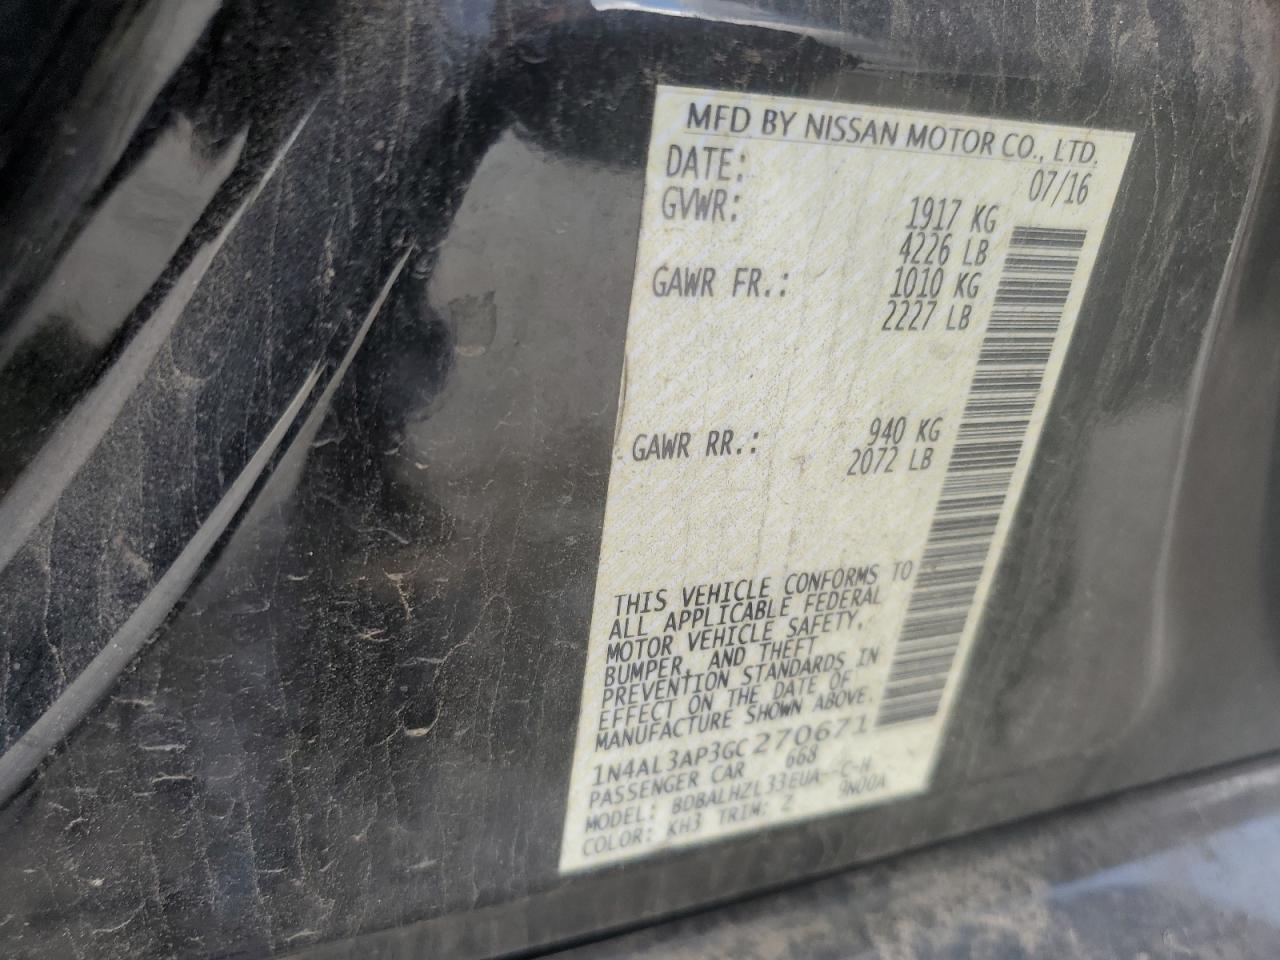 MFD BY NISSAN MOTOR CO., LTD.
DATE: 07/16
GVWR: 1917 KG
4226 LB
GAWR FR.: 1010 KG
2227 LB
GAWR RR.: 940 KG
2072 LB
THIS VEHICLE CONFORMS TO
ALL APPLICABLE FEDERAL
MOTOR VEHICLE SAFETY,
BUMPER, AND THEFT
PREVENTION STANDARDS IN
EFFECT ON THE DATE OF
MANUFACTURE SHOWN ABOVE.
1N4AL3AP3GC270671
PASSENGER CAR 668
MODEL: BDBALHZL33EUA--C-H
COLOR: KH3 TRIM: Z 9N00A